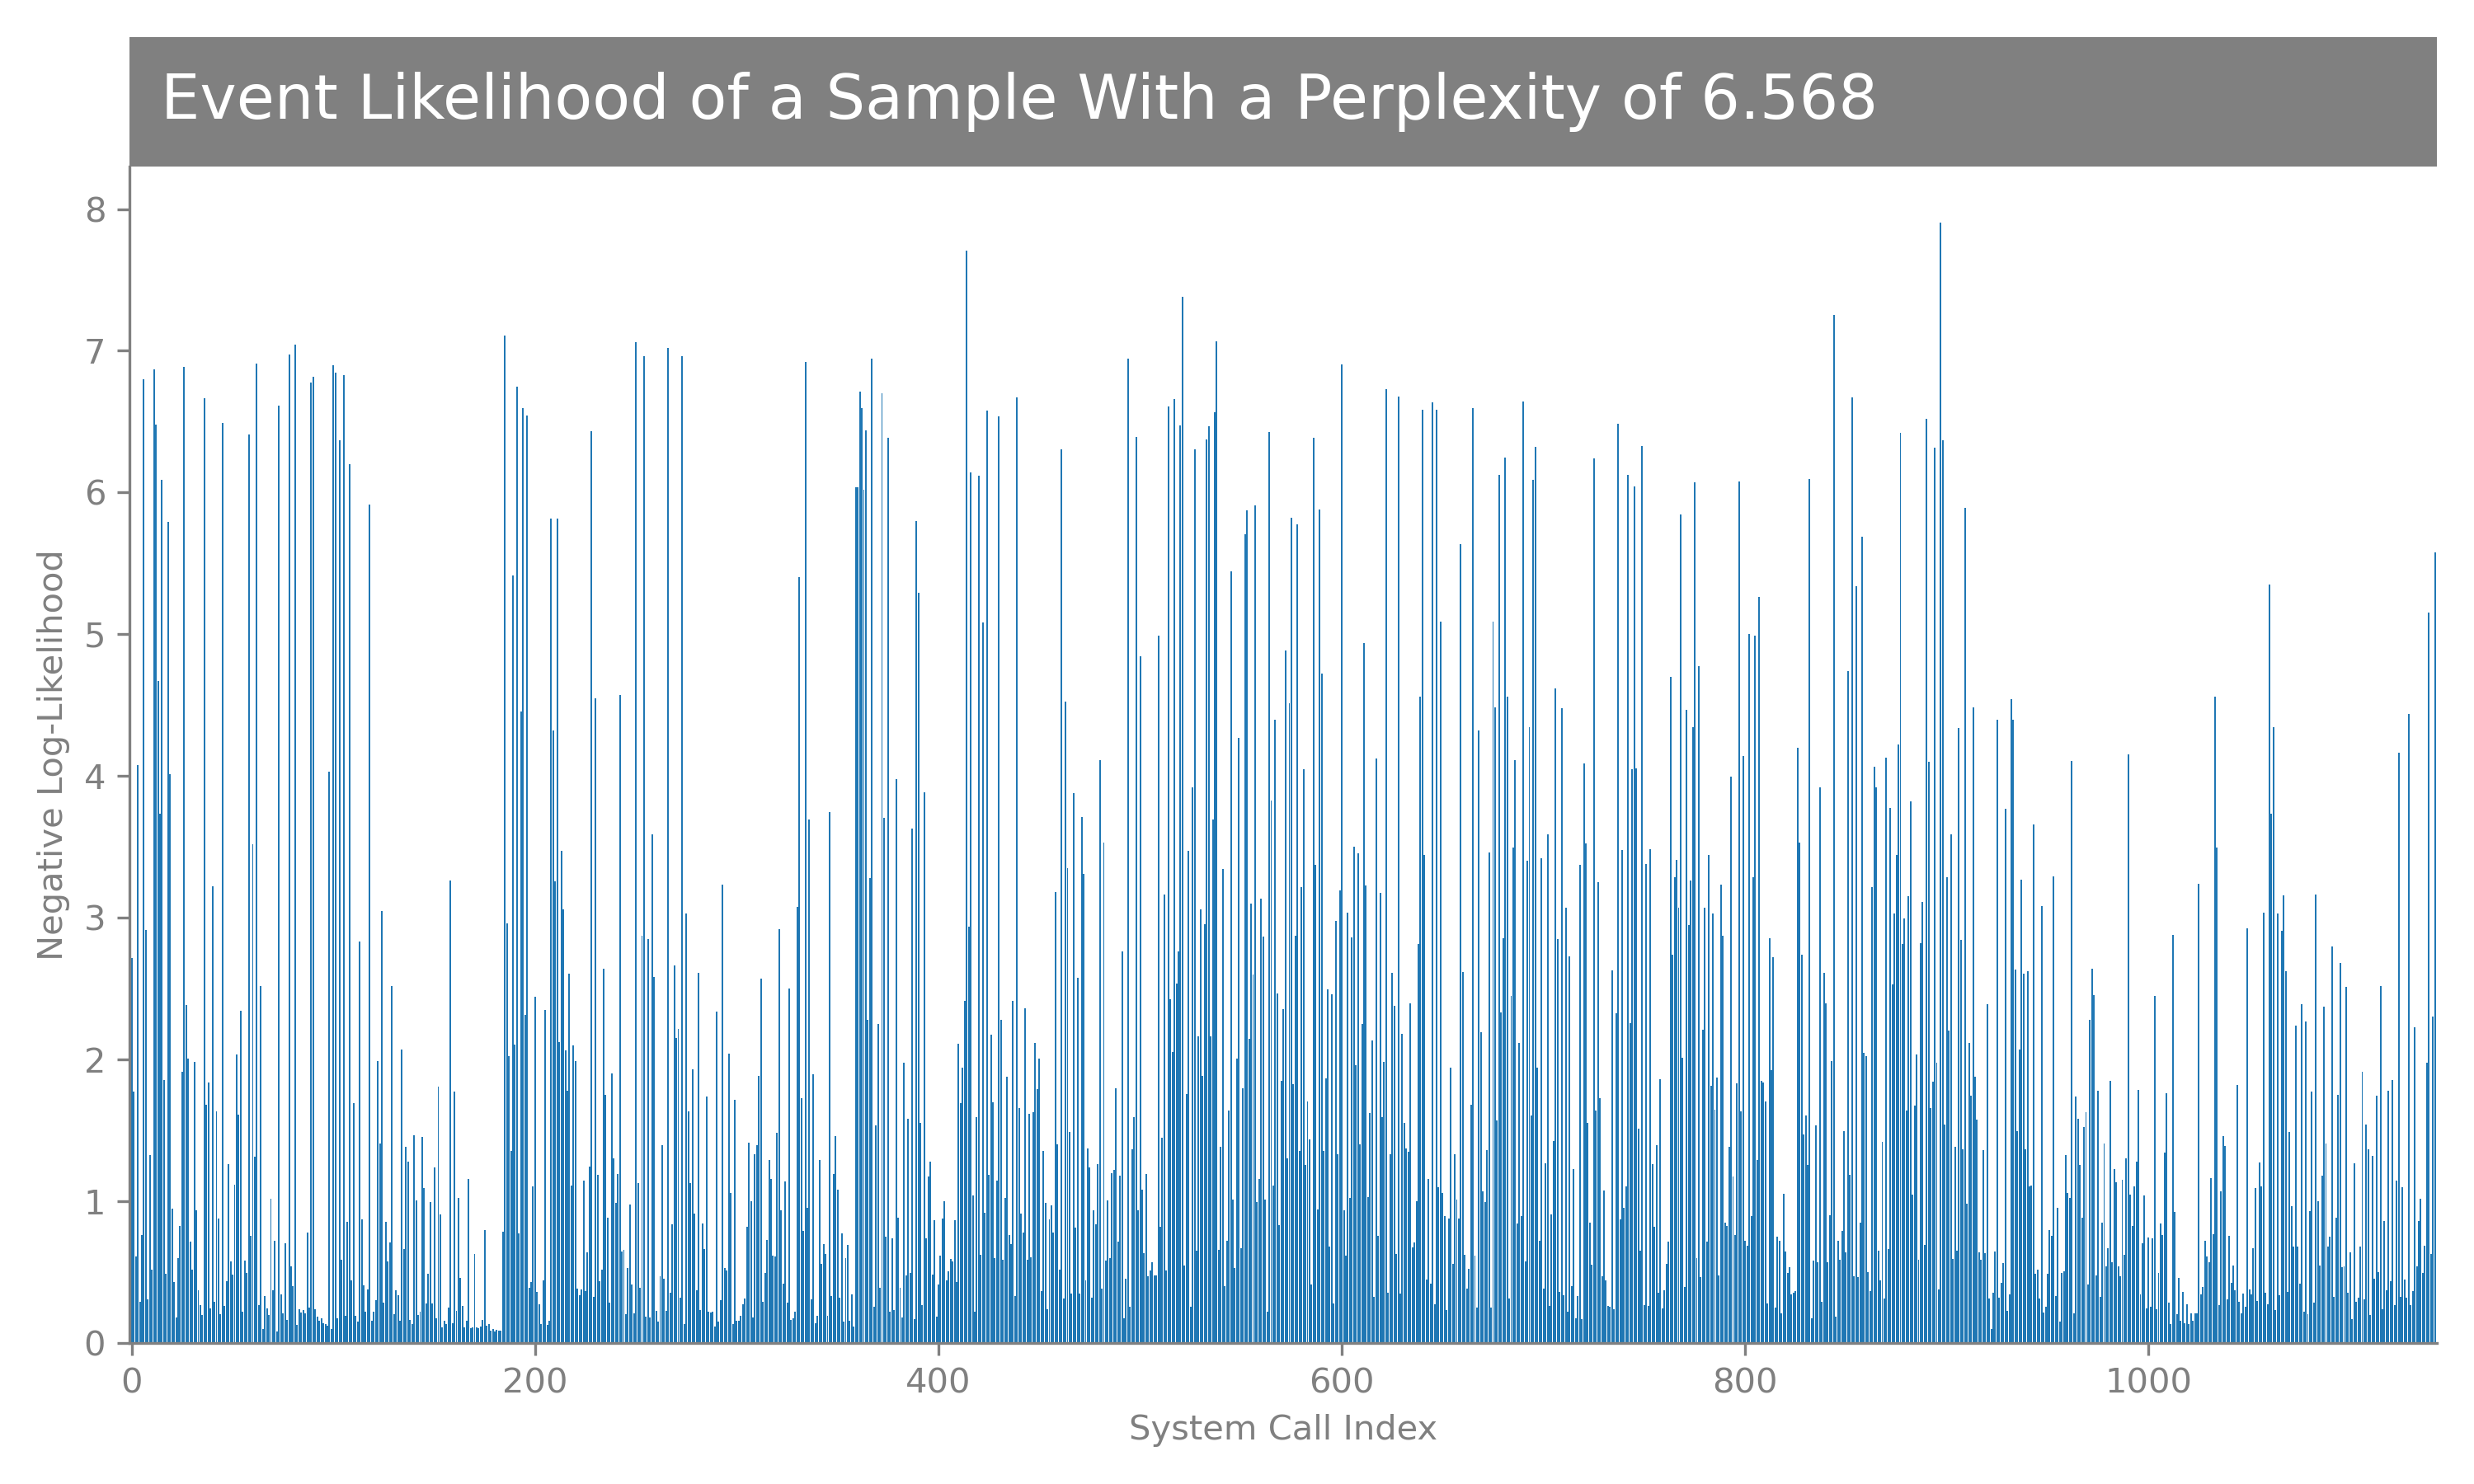 Event Likelihood of a Sample With a Perplexity of 6.568
8
7
6
5
4
3
2
1
0
Negative Log-Likelihood
0 200 400 600 800 1000
System Call Index